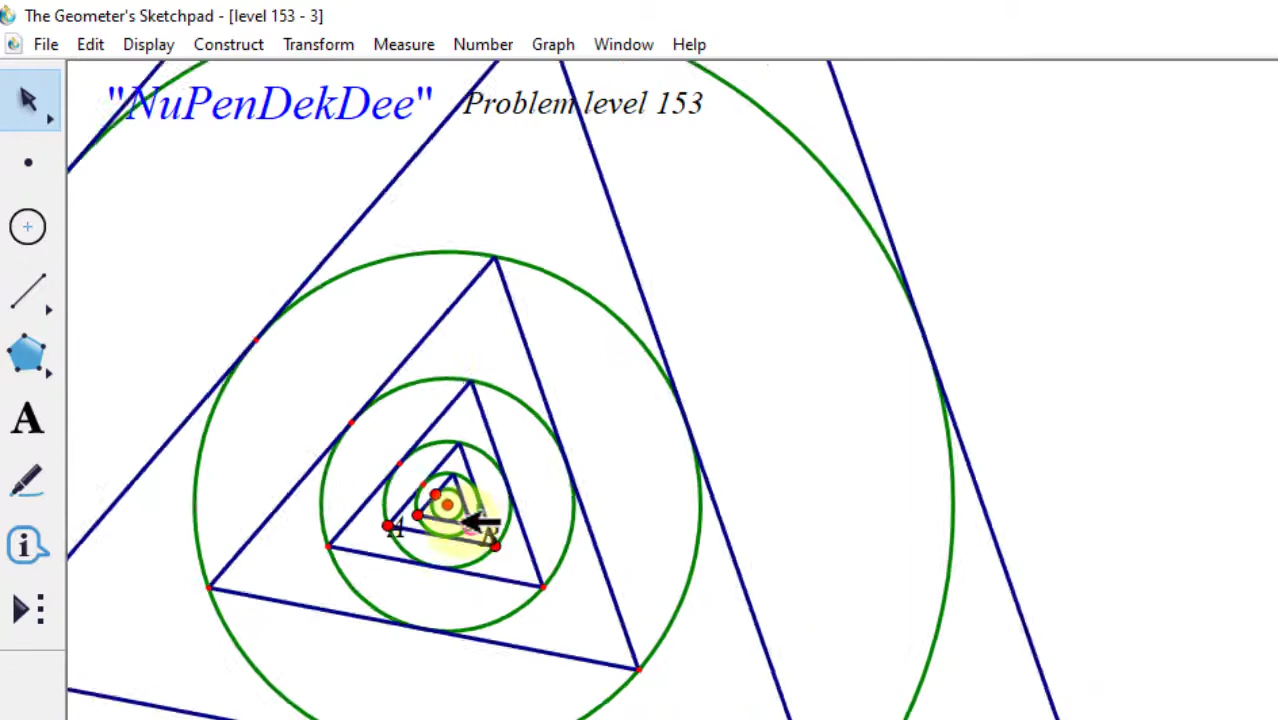 The Geometer's Sketchpad - [level 153 - 3]
File Edit Display Construct Transform Measure Number Graph Window Help
"NuPenDekDee" Problem level 153
A
A